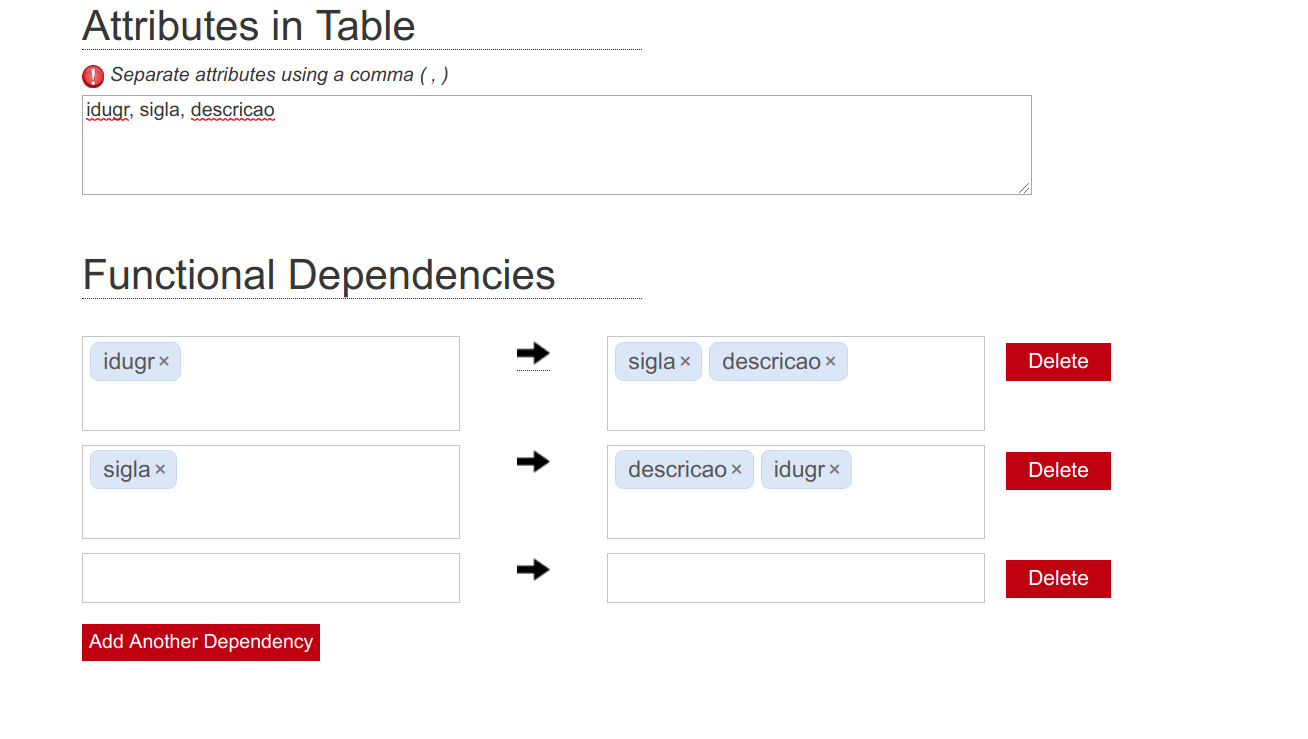 Attributes in Table
Separate attributes using a comma ( , )
idugr, sigla, descricao
Functional Dependencies
idugr× sigla× descricao× Delete
sigla× descricao× idugr× Delete
Delete
Add Another Dependency